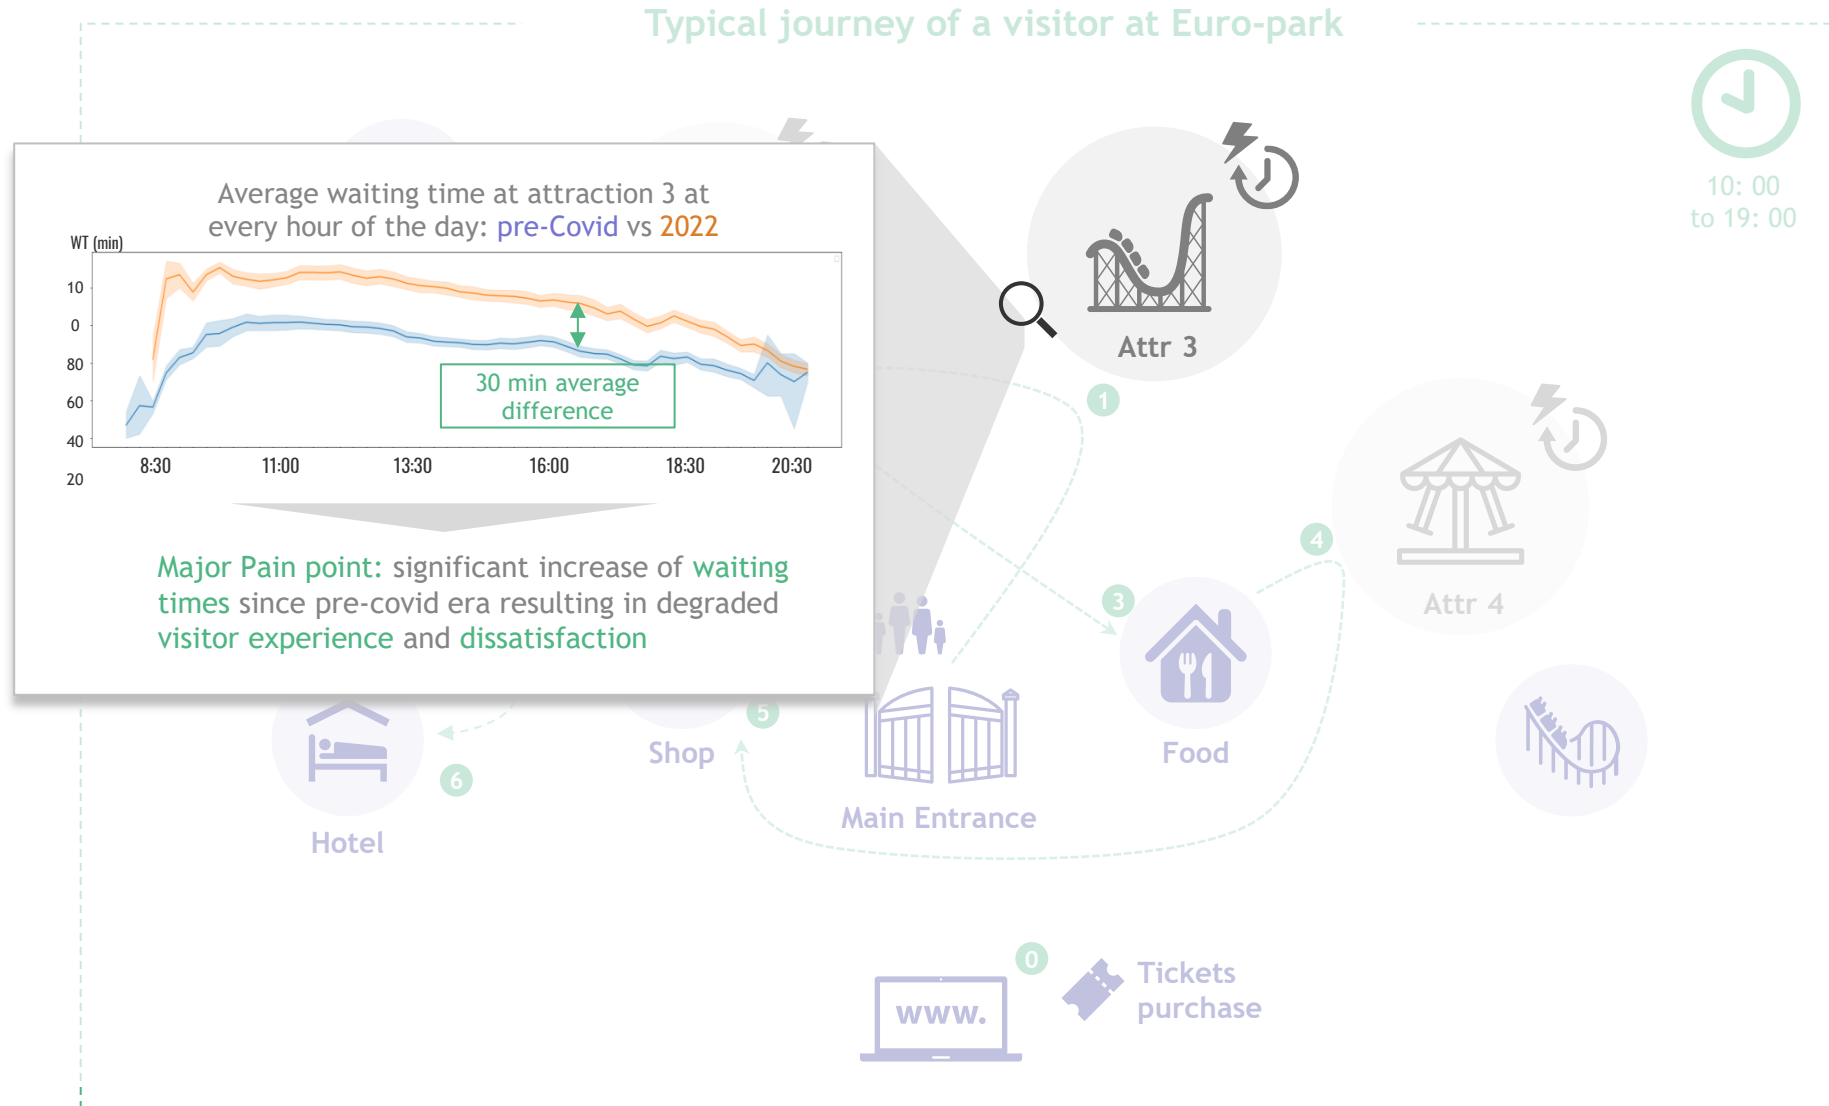 Typical journey of a visitor at Euro-park
10: 00
to 19: 00
Average waiting time at attraction 3 at
every hour of the day: pre-Covid vs 2022
WT (min)
10
0
80
60
40
20
8:30 11:00 13:30 16:00 18:30 20:30
30 min average
difference
Major Pain point: significant increase of waiting
times since pre-covid era resulting in degraded
visitor experience and dissatisfaction
Attr 3
1
4
Attr 4
3
Food
5
Shop
6
Hotel
Main Entrance
0
Tickets
purchase
www.